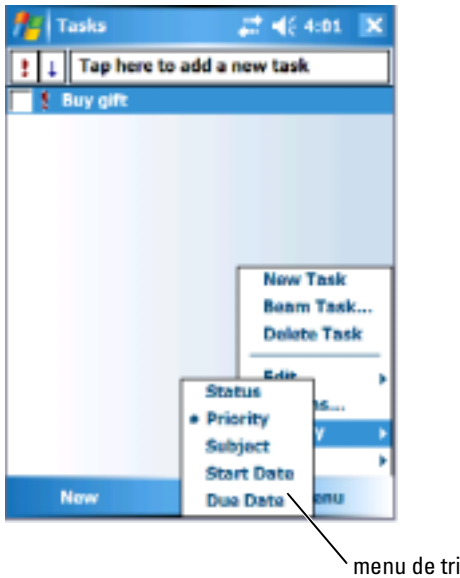 Tasks 4:01
Tap here to add a new task
Buy gift
New Task
Beam Task...
Delete Task
Edit
Status
Priority
Subject
Start Date
Due Date
New
menu de tri